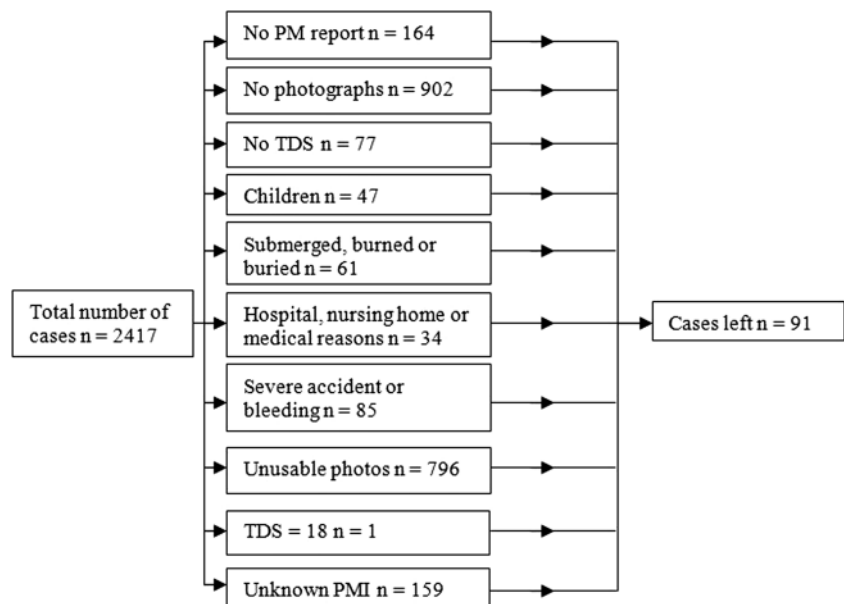 No PM report n = 164
No photographs n = 902
No TDS n = 77
Children n = 47
Submerged, burned or
buried n = 61
Total number of
cases n = 2417
Hospital, nursing home or
medical reasons n = 34
Cases left n = 91
Severe accident or
bleeding n = 85
Unusable photos n = 796
TDS = 18 n = 1
Unknown PMI n = 159